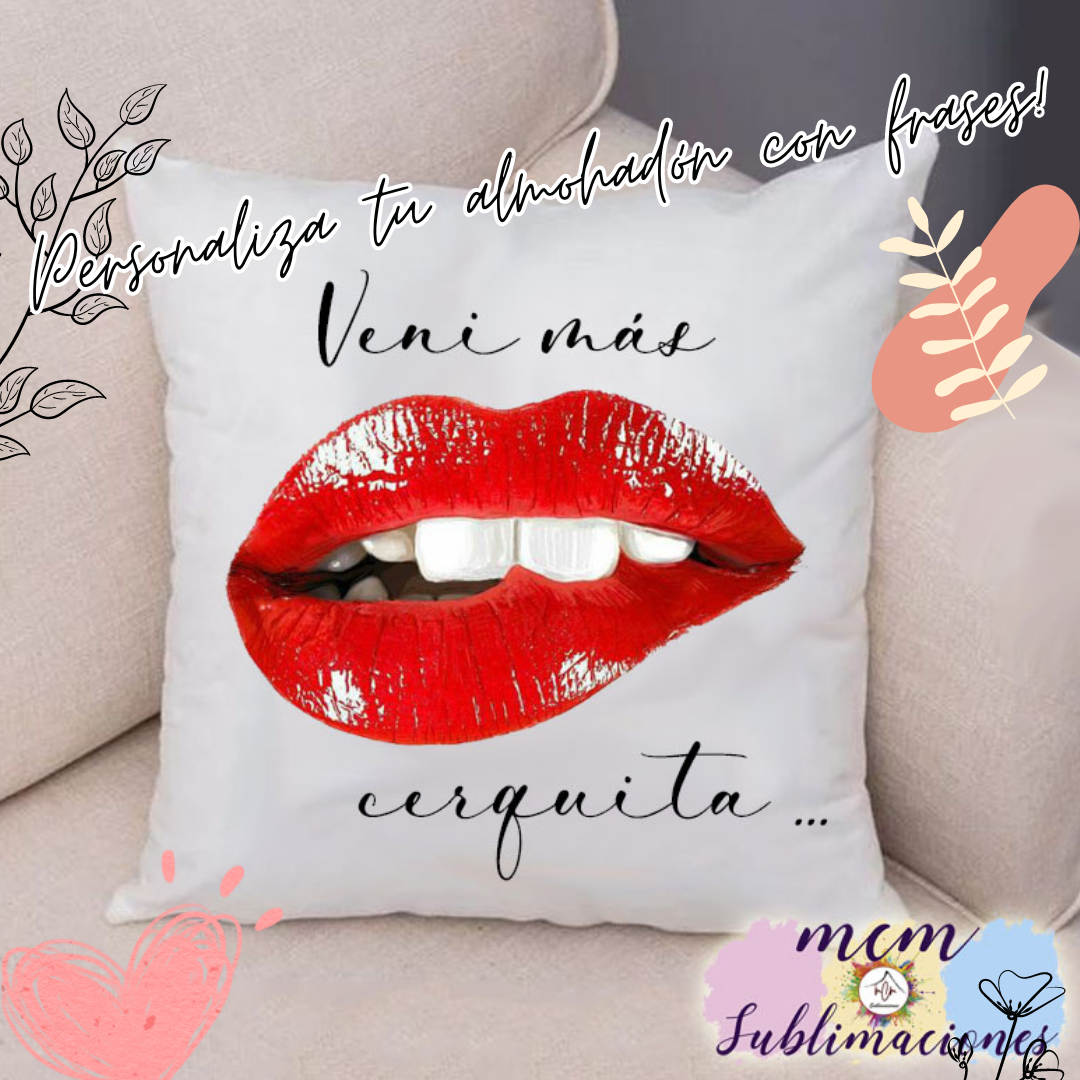 Personaliza tu almohadón con frases!
Veni más
cerquita ...
mcm
Sublimaciones